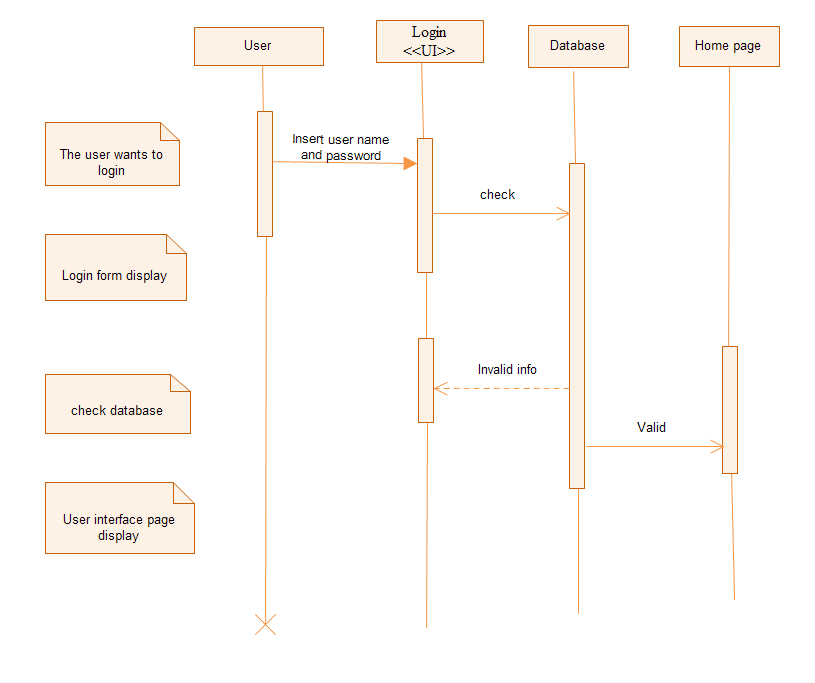 User
Login
<<UI>>
Database
Home page
The user wants to
login
Insert user name
and password
check
Login form display
Invalid info
check database
Valid
User interface page
display